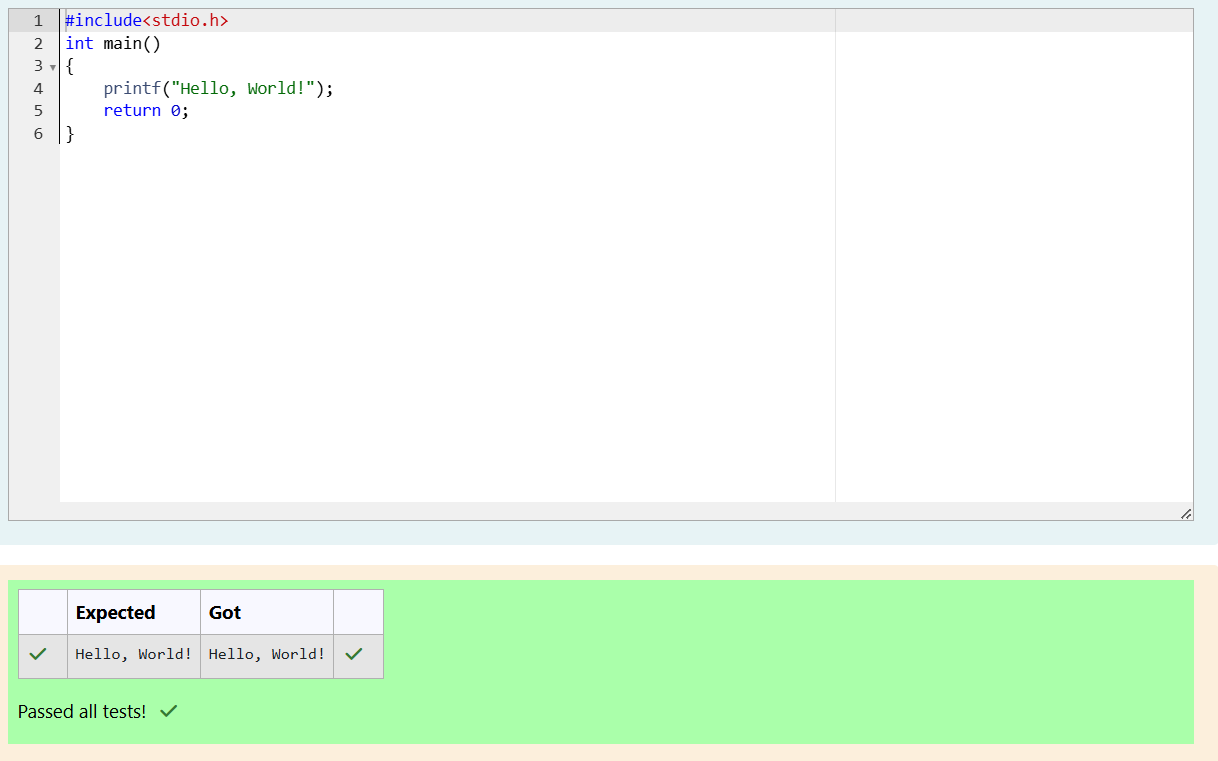 1 #include<stdio.h>
2 int main()
3 {
4     printf("Hello, World!");
5     return 0;
6 }
Expected Got
Hello, World! Hello, World!
Passed all tests!